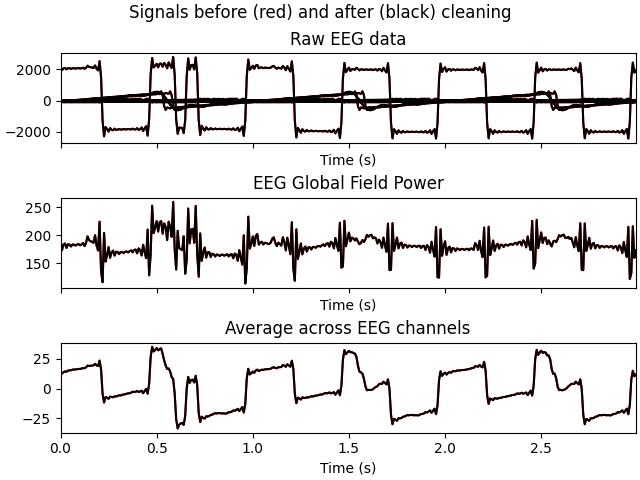 Signals before (red) and after (black) cleaning
Raw EEG data
2000
0
−2000
Time (s)
EEG Global Field Power
250
200
150
Time (s)
Average across EEG channels
25
0
−25
0.0 0.5 1.0 1.5 2.0 2.5
Time (s)